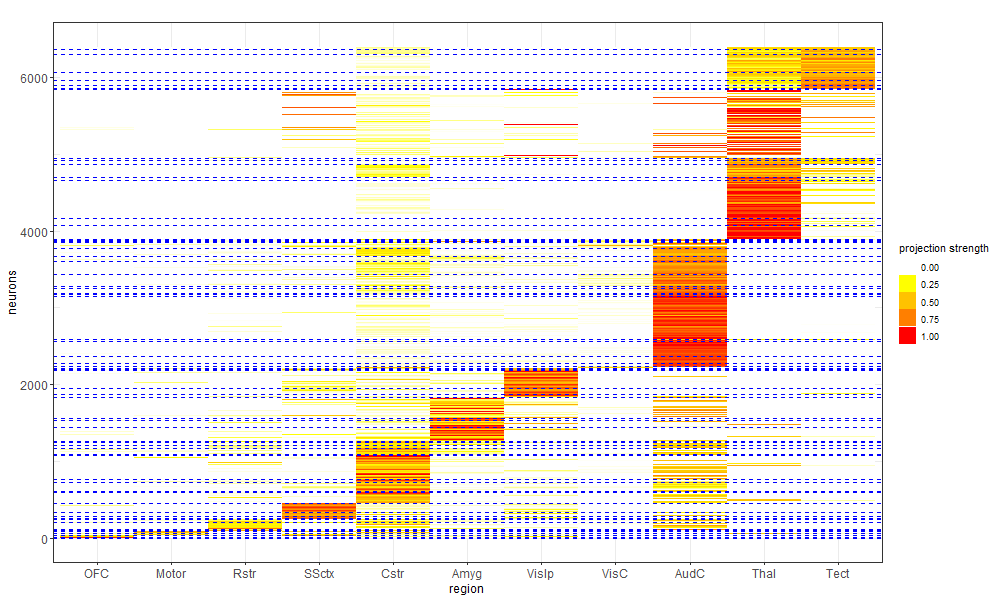 6000
4000
2000
0
neurons
OFC Motor Rstr SSctx Cstr Amyg VisIp VisC AudC Thal Tect
region
projection strength
0.00
0.25
0.50
0.75
1.00